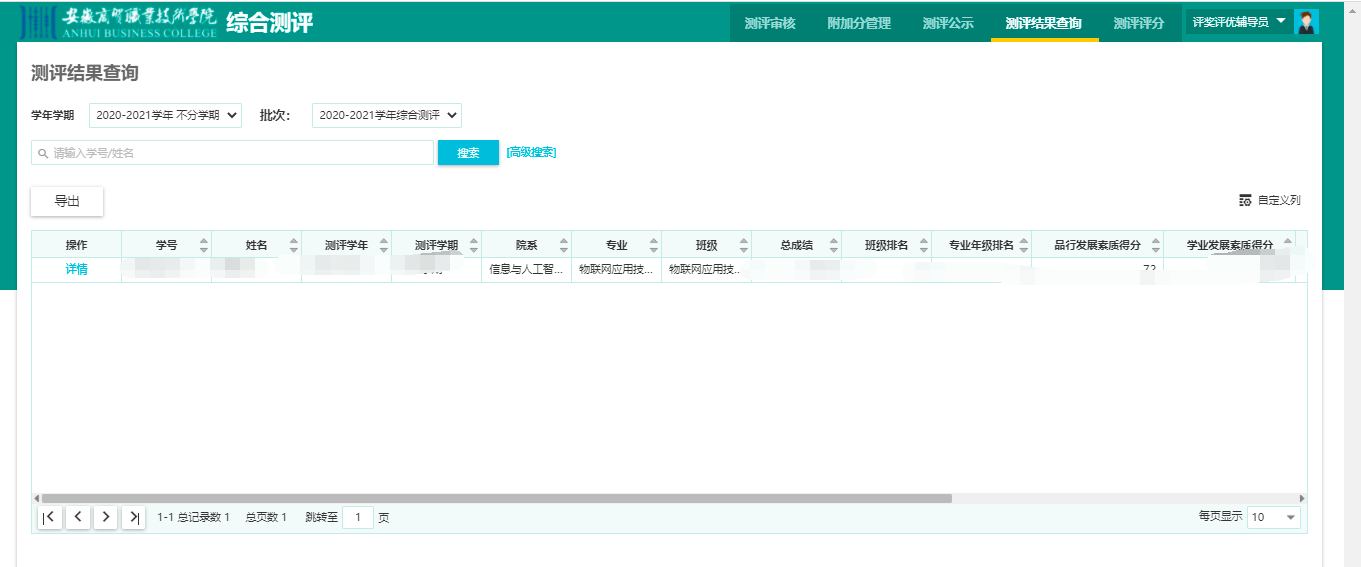 安徽商贸职业技术学院
ANHUI BUSINESS COLLEGE
综合测评
测评审核 附加分管理 测评公示 测评结果查询 测评评分 评奖评优辅导员
测评结果查询
学年学期 2020-2021学年 不分学期 批次： 2020-2021学年综合测评
请输入学号/姓名 搜索 [高级搜索]
导出 自定义列
操作 学号 姓名 测评学年 测评学期 院系 专业 班级 总成绩 班级排名 专业年级排名 品行发展素质得分 学业发展素质得分
详情 信息与人工智... 物联网应用技... 物联网应用技.. 72
1-1 总记录数 1 总页数 1 跳转至 1 页 每页显示 10